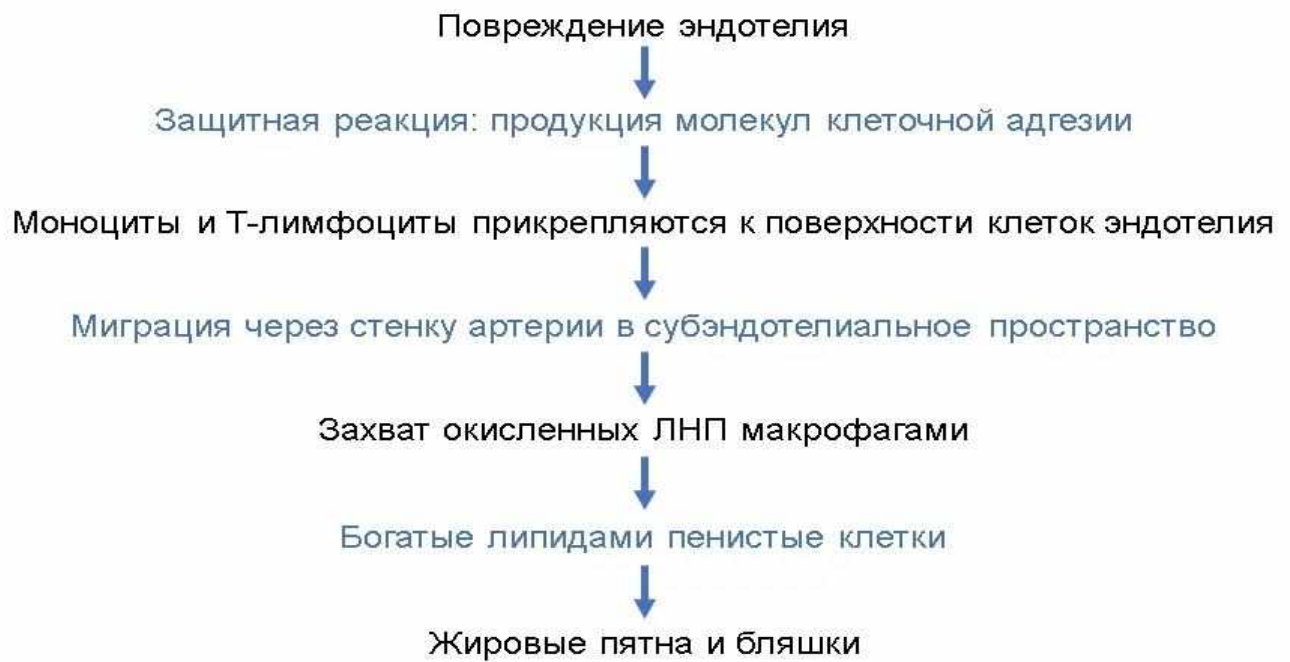 Повреждение эндотелия
Защитная реакция: продукция молекул клеточной адгезии
Моноциты и Т-лимфоциты прикрепляются к поверхности клеток эндотелия
Миграция через стенку артерии в субэндотелиальное пространство
Захват окисленных ЛНП макрофагами
Богатые липидами пенистые клетки
Жировые пятна и бляшки